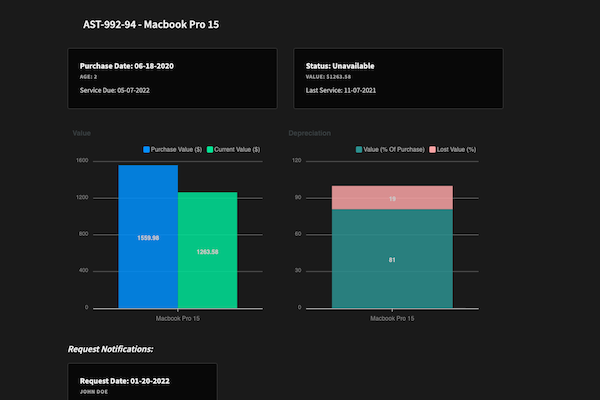 AST-992-94 - Macbook Pro 15
Purchase Date: 06-18-2020
AGE: 2
Service Due: 05-07-2022
Status: Unavailable
VALUE: $1263.58
Last Service: 11-07-2021
Value
Purchase Value ($) Current Value ($)
1600
1200
800
400
0
1559.98
1263.58
Macbook Pro 15
Depreciation
Value (% Of Purchase) Lost Value (%)
120
90
60
30
0
19
81
Macbook Pro 15
Request Notifications:
Request Date: 01-20-2022
JOHN DOE